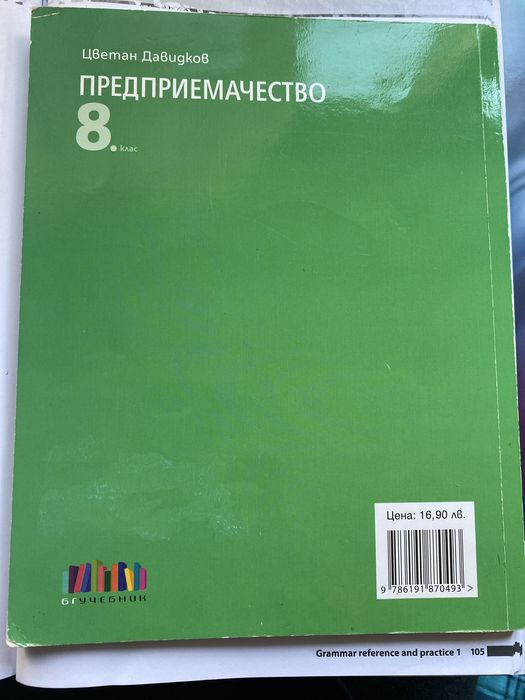 Цветан Давидков
ПРЕДПРИЕМАЧЕСТВО
8. клас
Цена: 16,90 лв.
9 786191 870493 >
БГУЧЕБНИК
Grammar reference and practice 1 105